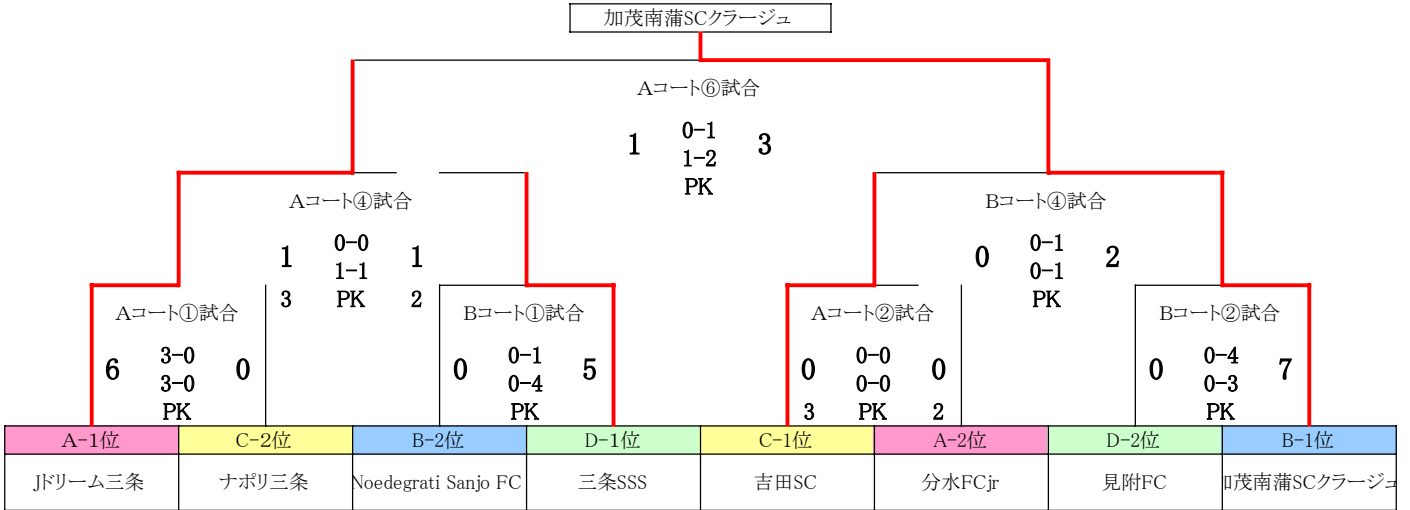 加茂南蒲SCクラージュ
Aコート⑥試合
1 0-1 3
1-2
PK
Aコート④試合
1 0-0 1
1-1
3 PK 2
Bコート④試合
0 0-1 2
0-1
PK
Aコート①試合
6 3-0 0
3-0
PK
Bコート①試合
0 0-1 5
0-4
PK
Aコート②試合
0 0-0 0
0-0
3 PK 2
Bコート②試合
0 0-4 7
0-3
PK
A-1位 C-2位 B-2位 D-1位 C-1位 A-2位 D-2位 B-1位
Jドリーム三条 ナポリ三条 Noedegrati Sanjo FC 三条SSS 吉田SC 分水FCjr 見附FC 加茂南蒲SCクラージュ